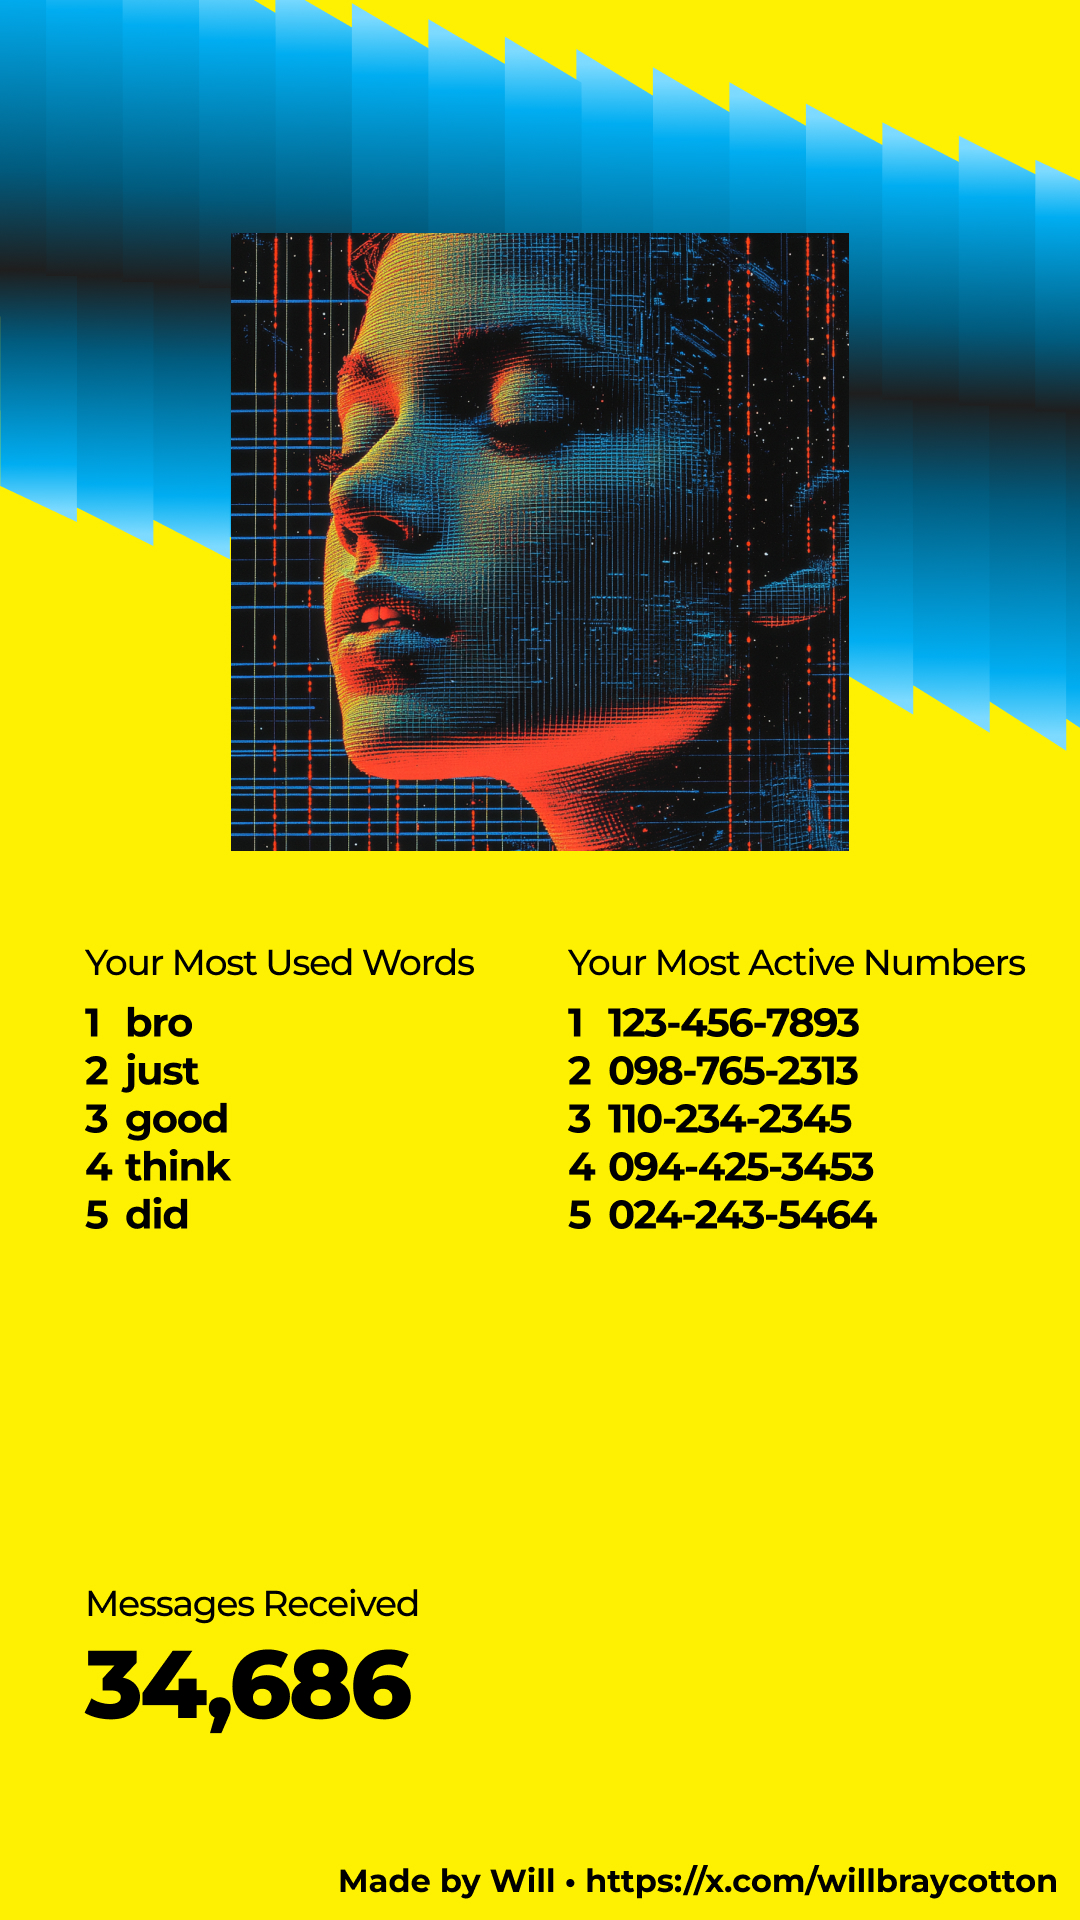 Your Most Used Words
1 bro
2 just
3 good
4 think
5 did
Your Most Active Numbers
1 123-456-7893
2 098-765-2313
3 110-234-2345
4 094-425-3453
5 024-243-5464
Messages Received
34,686
Made by Will • https://x.com/willbraycotton